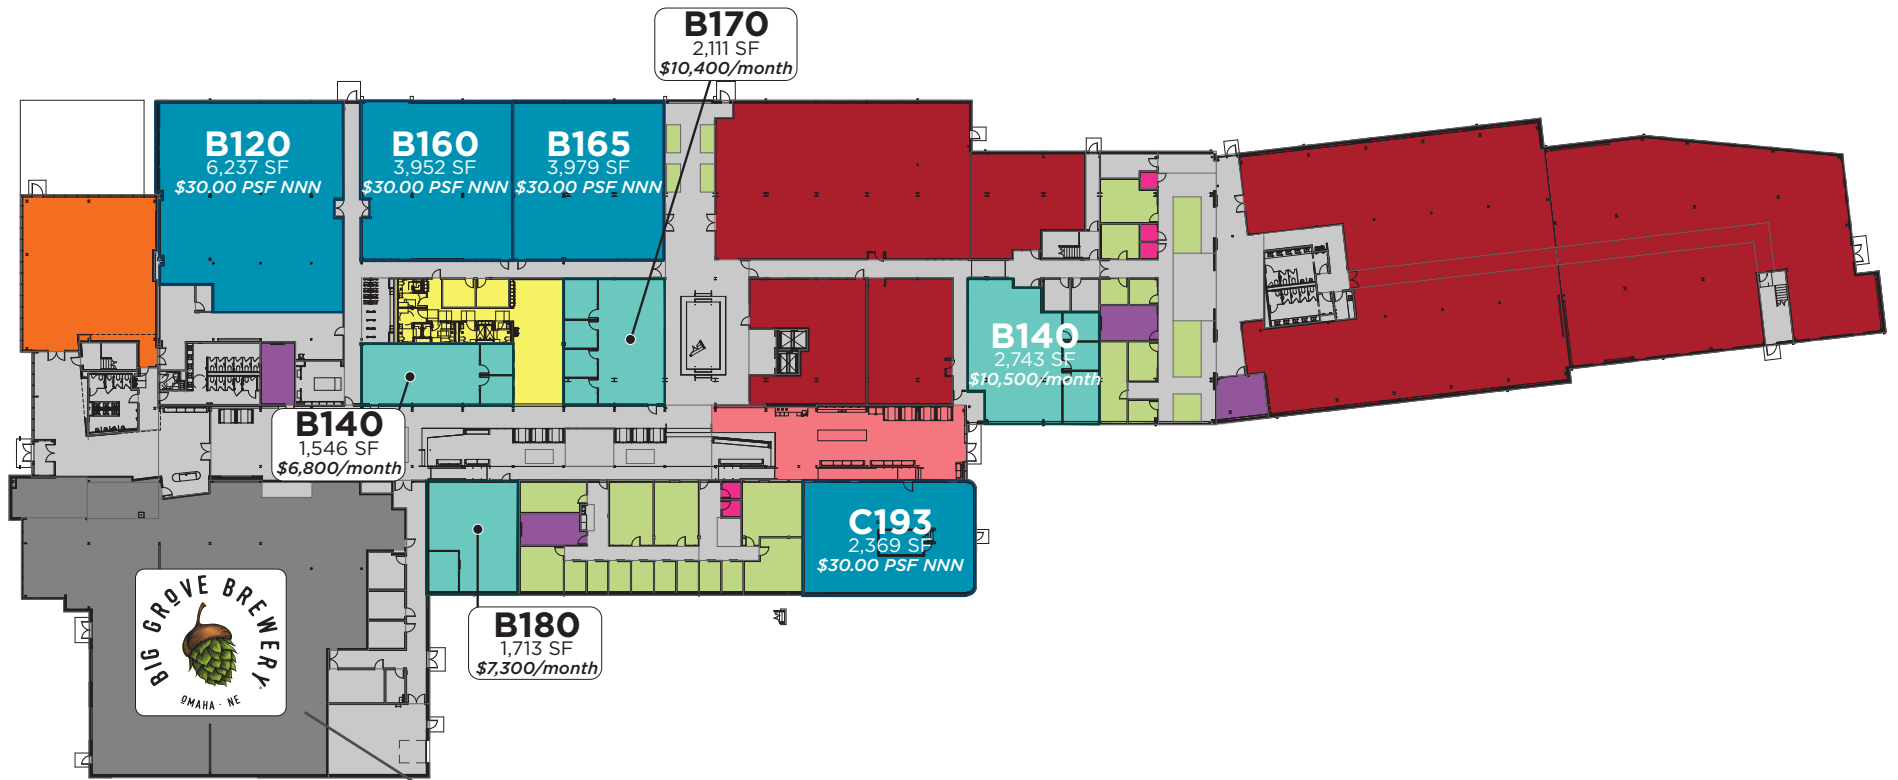 B170
2,111 SF
$10,400/month
B120
6,237 SF
$30.00 PSF NNN
B160
3,952 SF
$30.00 PSF NNN
B165
3,979 SF
$30.00 PSF NNN
B140
2,743 SF
$10,500/month
B140
1,546 SF
$6,800/month
C193
2,369 SF
$30.00 PSF NNN
B180
1,713 SF
$7,300/month
BIG GROVE BREWERY
OMAHA · NE